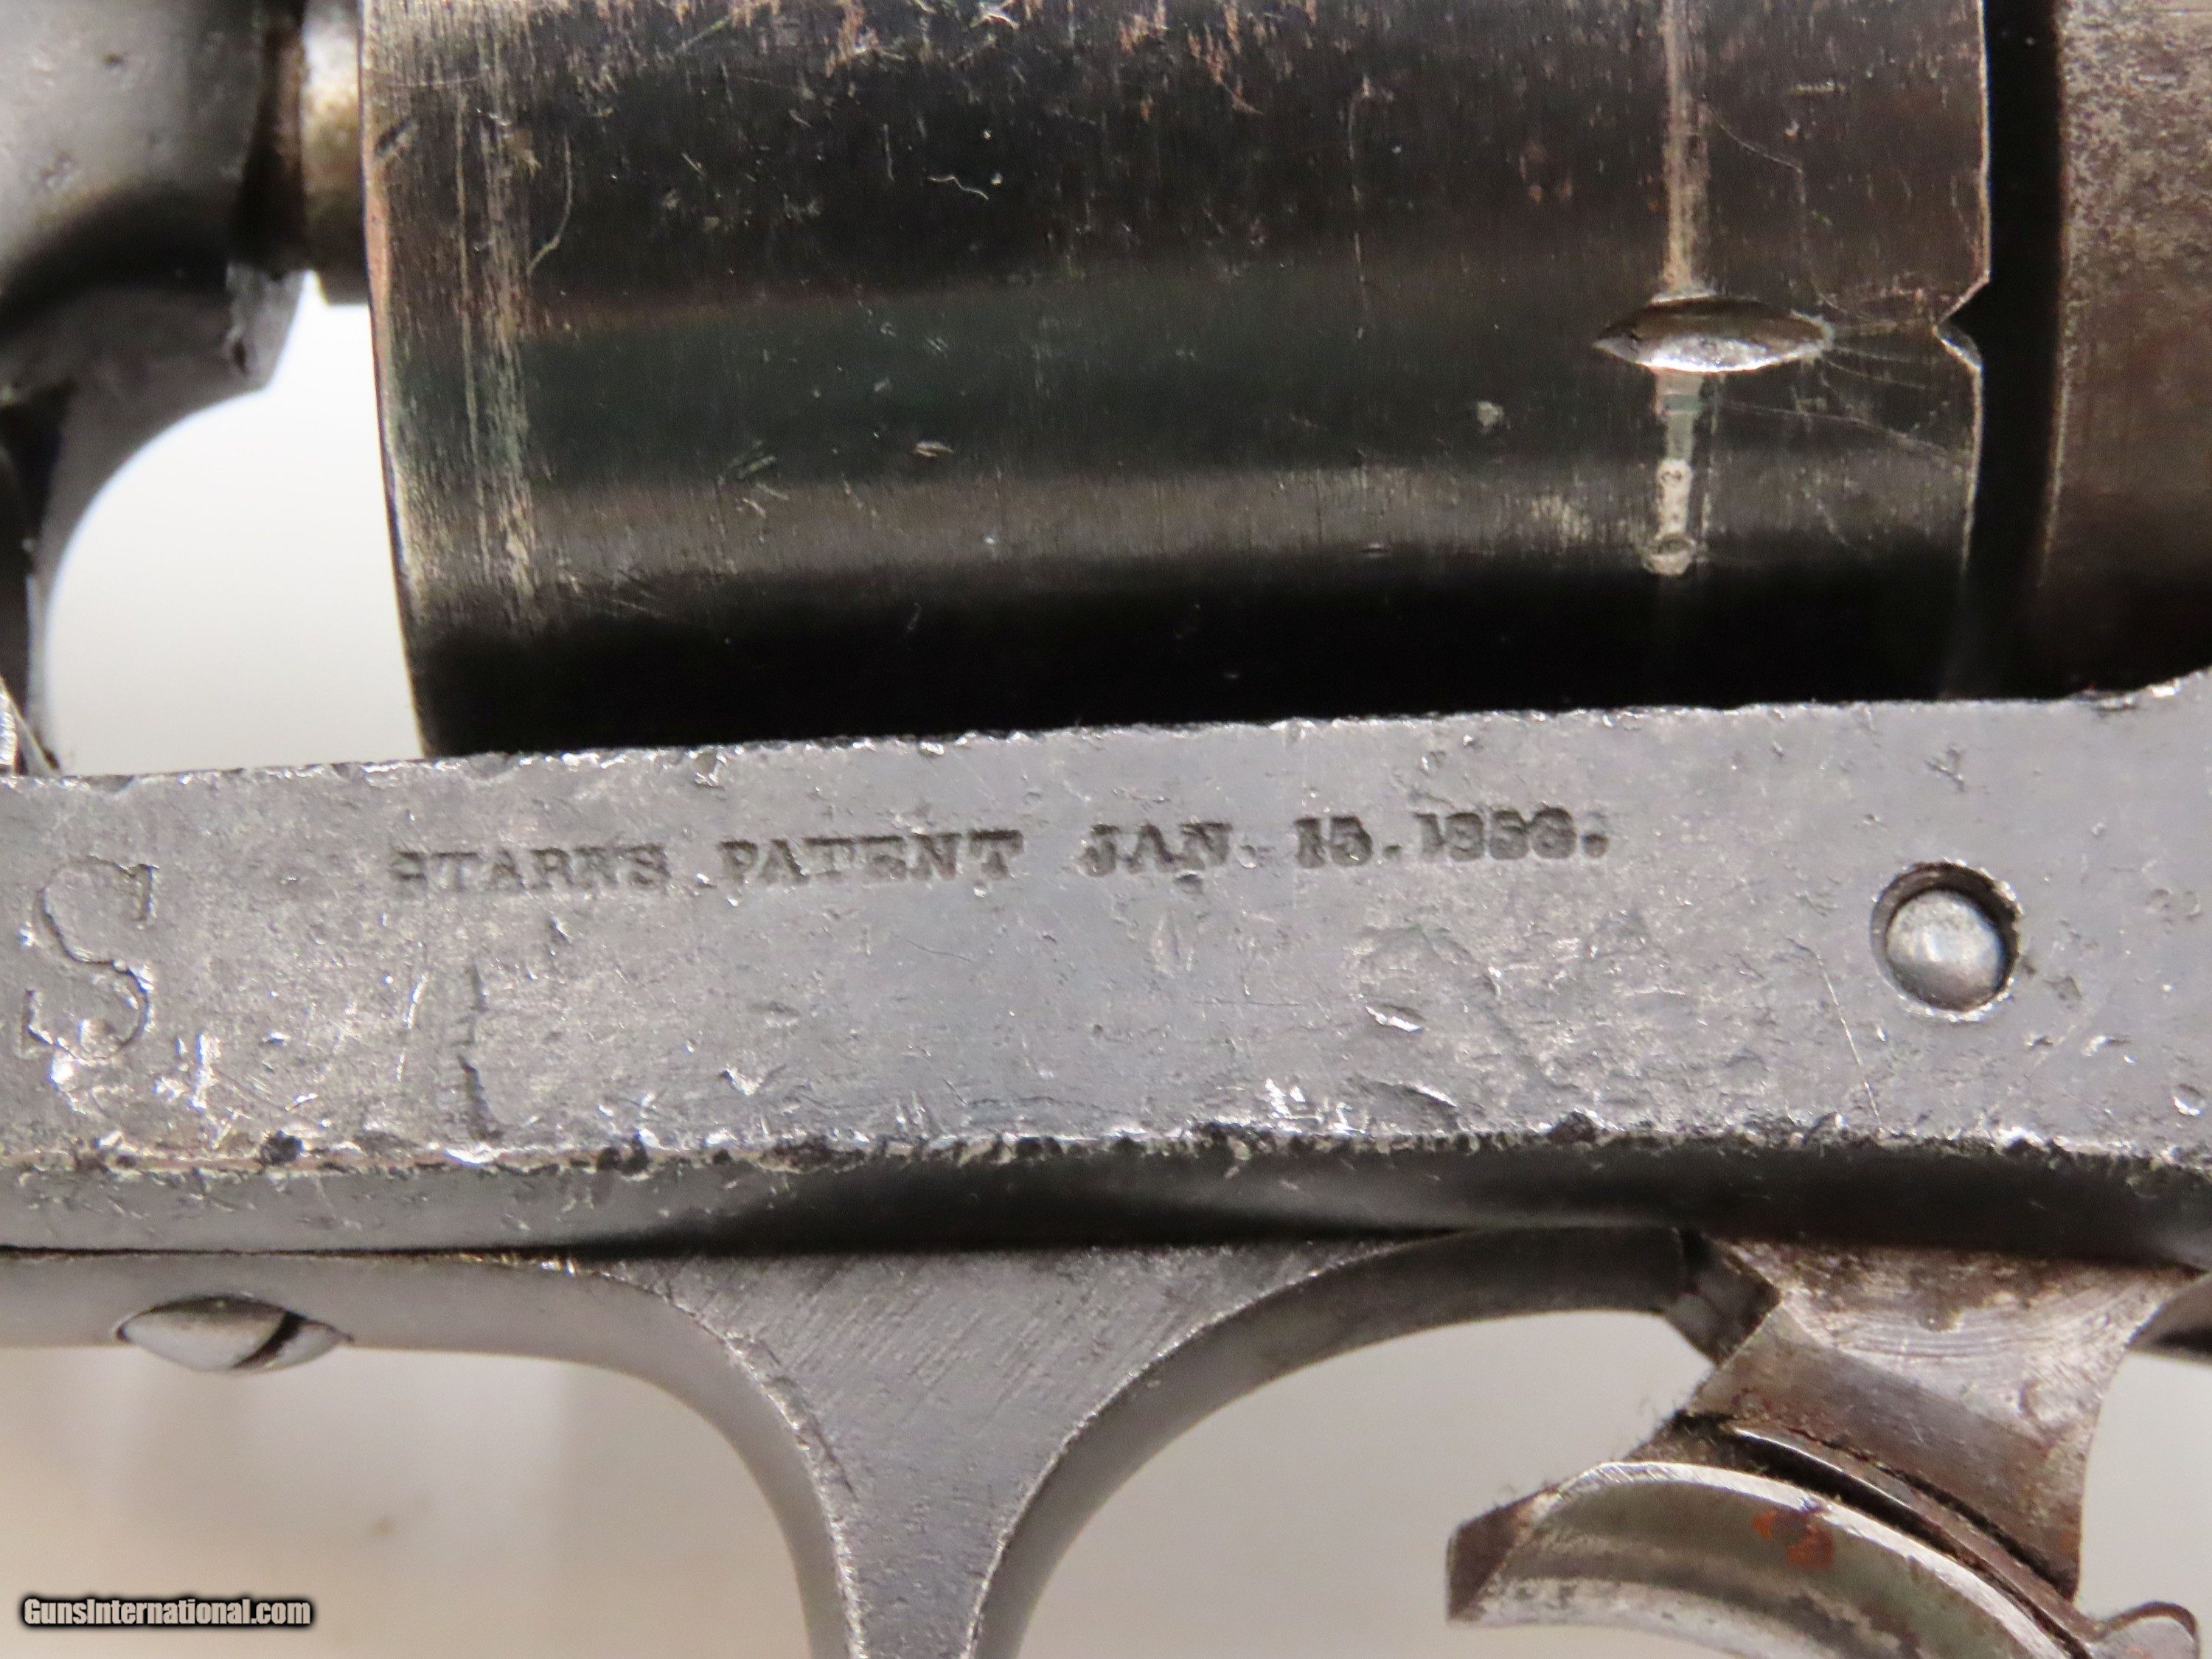 STARR'S PATENT JAN. 15. 1856.
S
GunsInternational.com